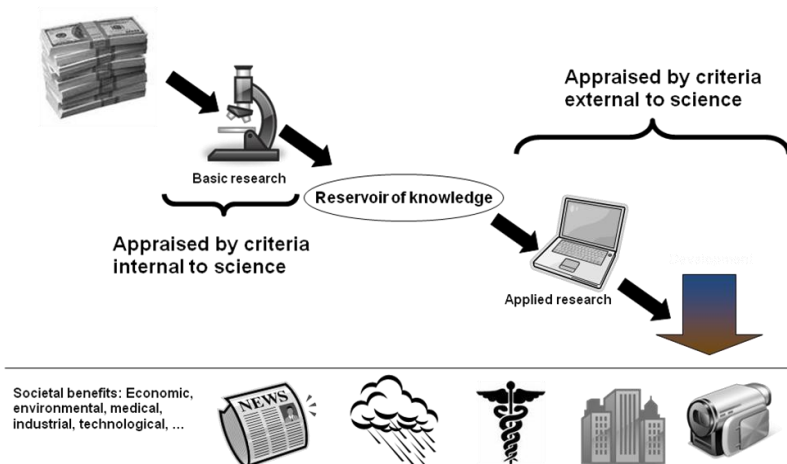 Appraised by criteria
external to science
Basic research
Reservoir of knowledge
Appraised by criteria
internal to science
Applied research
Societal benefits: Economic,
environmental, medical,
industrial, technological, …
NEWS